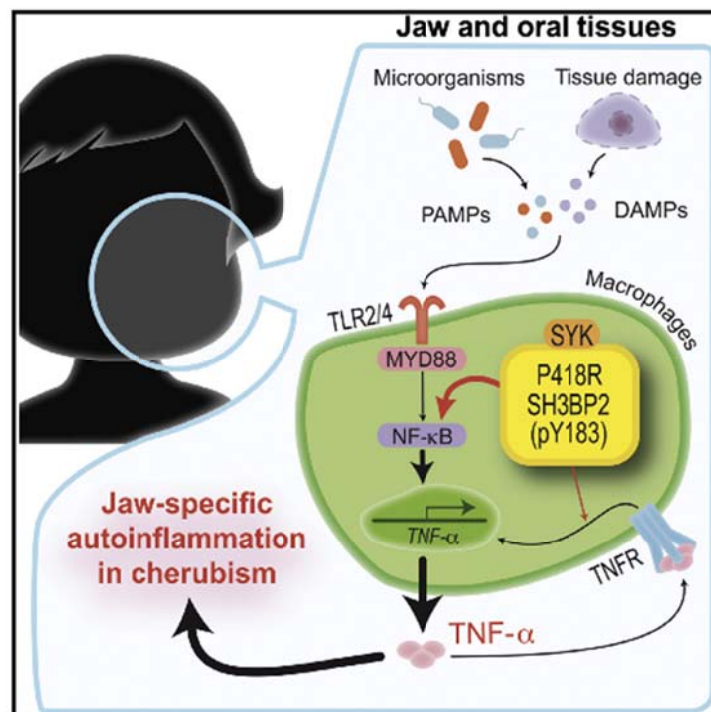 Jaw and oral tissues
Microorganisms
Tissue damage
PAMPs
DAMPs
Macrophages
TLR2/4
MYD88
SYK
P418R
SH3BP2
(pY183)
NF-κB
TNF-α
Jaw-specific
autoinflammation
in cherubism
TNFR
TNF-α